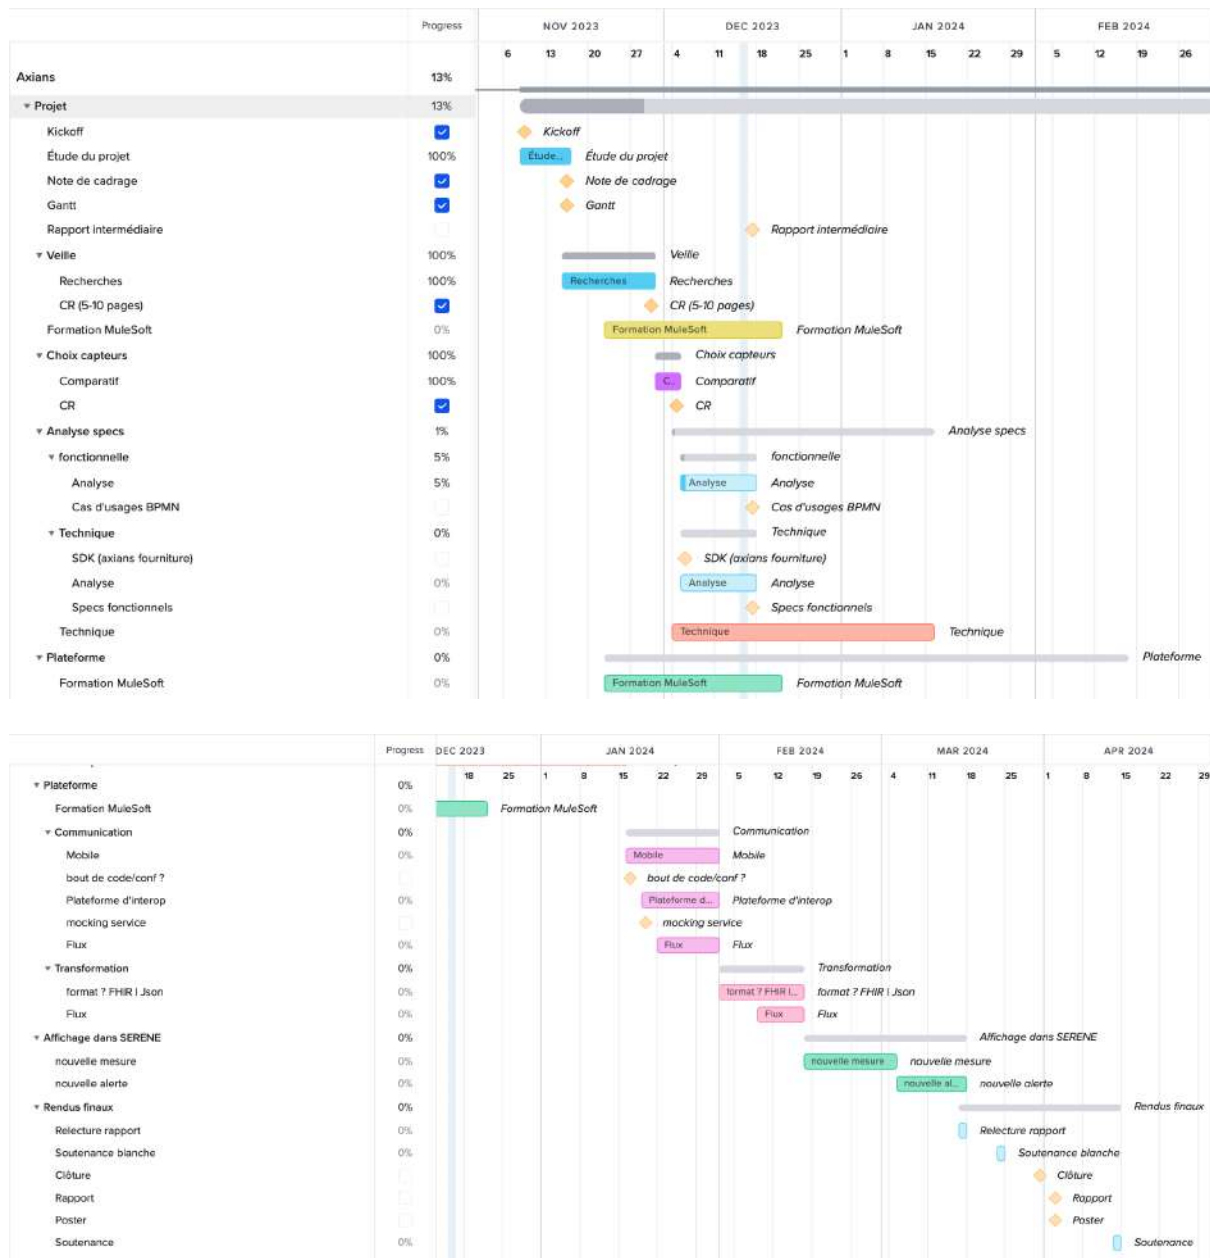 Progress NOV 2023 DEC 2023 JAN 2024 FEB 2024
6 13 20 27 4 11 18 25 1 8 15 22 29 5 12 19 26
Axians 13%
Projet 13%
Kickoff Kickoff
Étude du projet 100% Étude... Étude du projet
Note de cadrage Note de cadrage
Gantt Gantt
Rapport intermédiaire Rapport intermédiaire
Veille 100% Veille
Recherches 100% Recherches Recherches
CR (5-10 pages) CR (5-10 pages)
Formation MuleSoft 0% Formation MuleSoft Formation MuleSoft
Choix capteurs 100% Choix capteurs
Comparatif 100% C... Comparatif
CR CR
Analyse specs 1% Analyse specs
fonctionnelle 5% fonctionnelle
Analyse 5% Analyse Analyse
Cas d'usages BPMN Cas d'usages BPMN
Technique 0% Technique
SDK (axians fourniture) SDK (axians fourniture)
Analyse 0% Analyse Analyse
Specs fonctionnels Specs fonctionnels
Technique 0% Technique Technique
Plateforme 0% Plateforme
Formation MuleSoft 0% Formation MuleSoft Formation MuleSoft
Progress DEC 2023 JAN 2024 FEB 2024 MAR 2024 APR 2024
18 25 1 8 15 22 29 5 12 19 26 4 11 18 25 1 8 15 22 29
Plateforme 0%
Formation MuleSoft 0% Formation MuleSoft
Communication 0% Communication
Mobile 0% Mobile Mobile
bout de code/conf ? bout de code/conf ?
Plateforme d'interop 0% Plateforme d... Plateforme d'interop
mocking service mocking service
Flux 0% Flux Flux
Transformation 0% Transformation
format ? FHIR | Json 0% format ? FHIR |... format ? FHIR | Json
Flux 0% Flux Flux
Affichage dans SERENE 0% Affichage dans SERENE
nouvelle mesure 0% nouvelle mesure nouvelle mesure
nouvelle alerte 0% nouvelle al... nouvelle alerte
Rendus finaux 0% Rendus finaux
Relecture rapport 0% Relecture rapport
Soutenance blanche 0% Soutenance blanche
Clôture Clôture
Rapport Rapport
Poster Poster
Soutenance 0% Soutenance